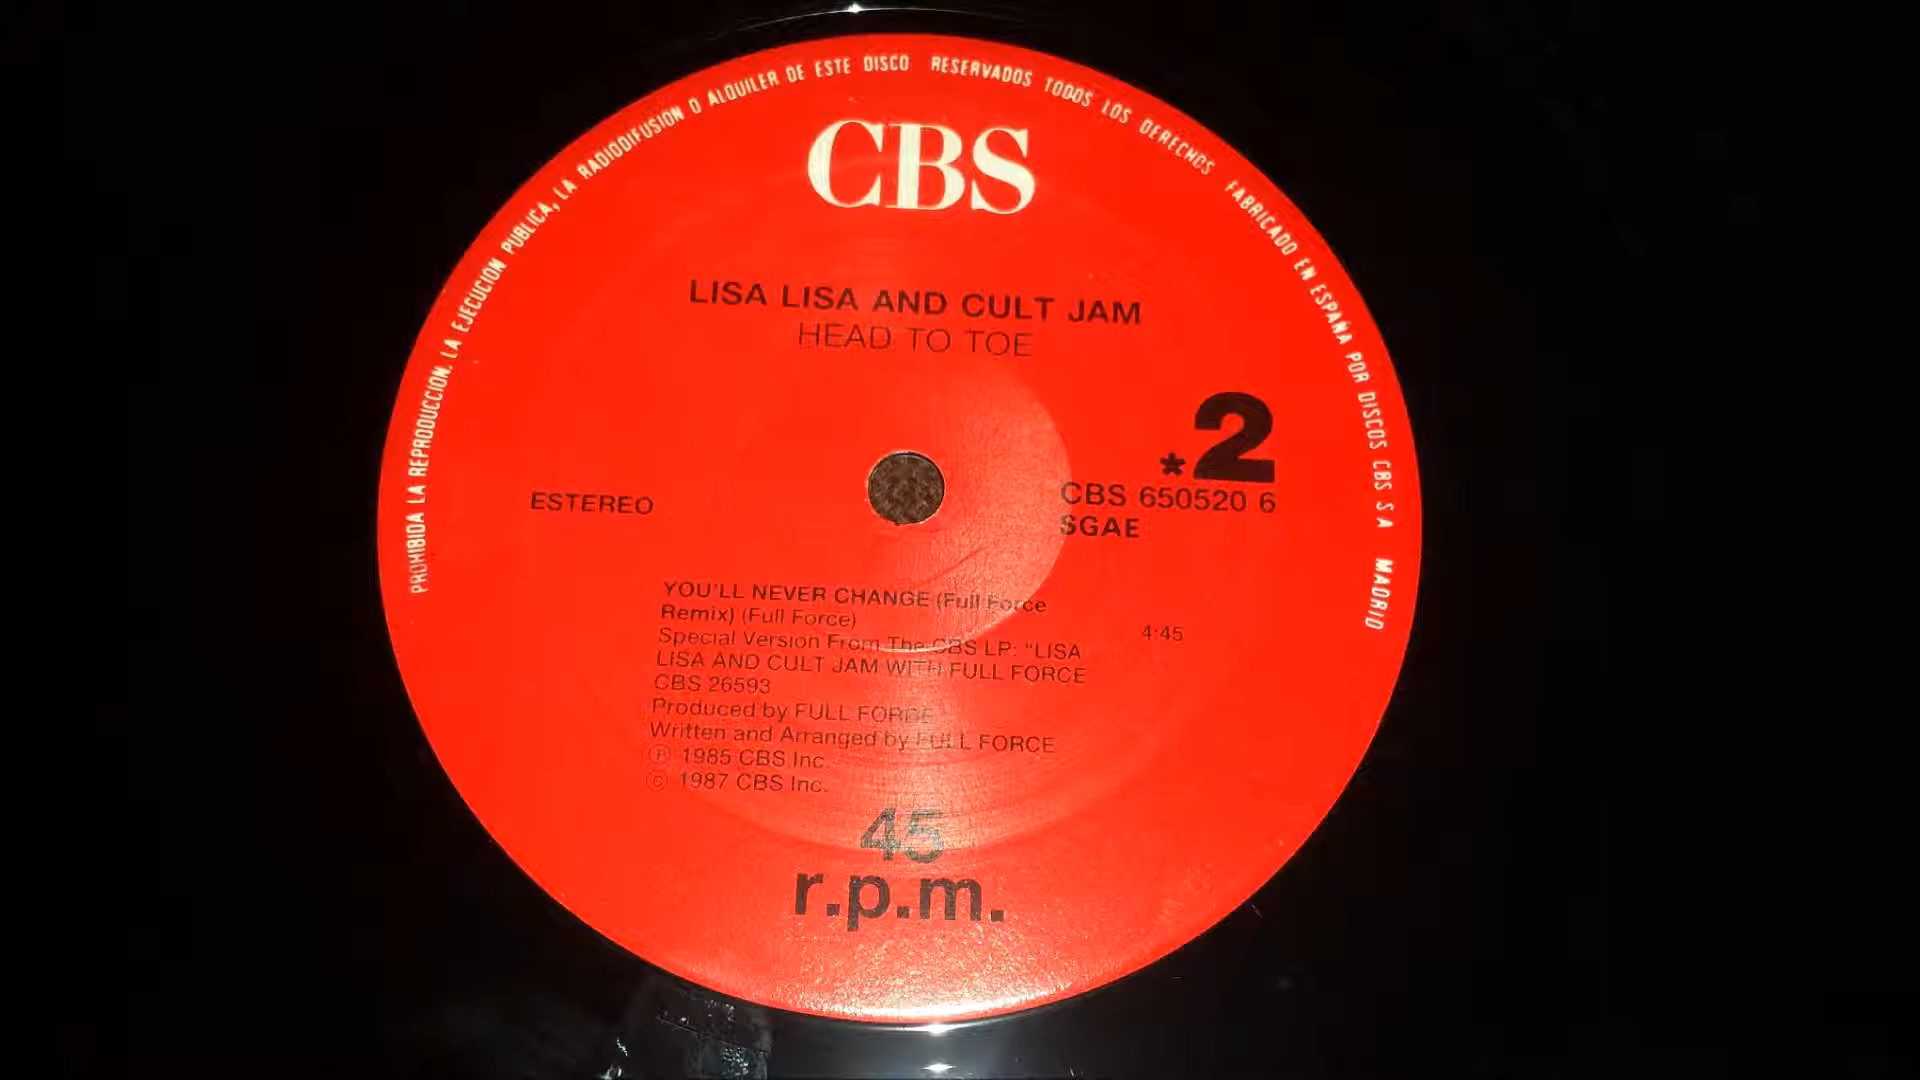 PROHIBIDA LA REPRODUCCION. LA EJECUCION PUBLICA, LA RADIODIFUSION O ALQUILER DE ESTE DISCO RESERVADOS TODOS LOS DERECHOS FABRICADO EN ESPAÑA POR DISCOS CBS S A MADRID
CBS
LISA LISA AND CULT JAM
HEAD TO TOE
*2
ESTEREO
CBS 650520 6
SGAE
YOU'LL NEVER CHANGE (Full Force
Remix) (Full Force) 4:45
Special Version From The CBS LP: "LISA
LISA AND CULT JAM WITH FULL FORCE
CBS 26593
Produced by FULL FORCE
Written and Arranged by FULL FORCE
Ⓟ 1985 CBS Inc.
© 1987 CBS Inc.
45
r.p.m.